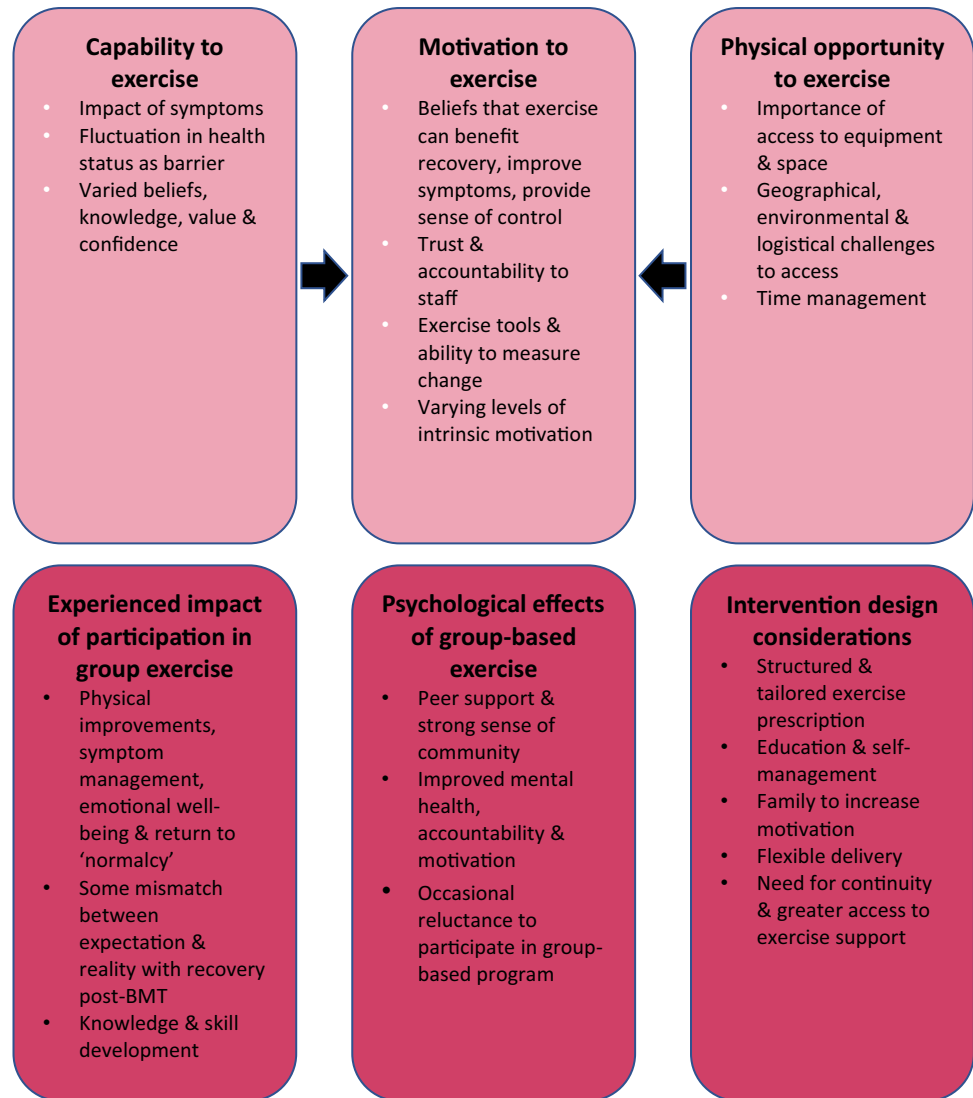 Capability to
exercise
• Impact of symptoms
• Fluctuation in health
status as barrier
• Varied beliefs,
knowledge, value &
confidence
Motivation to
exercise
• Beliefs that exercise
can benefit
recovery, improve
symptoms, provide
sense of control
• Trust &
accountability to
staff
• Exercise tools &
ability to measure
change
• Varying levels of
intrinsic motivation
Physical opportunity
to exercise
• Importance of
access to equipment
& space
• Geographical,
environmental &
logistical challenges
to access
• Time management
Experienced impact
of participation in
group exercise
• Physical
improvements,
symptom
management,
emotional well-
being & return to
‘normalcy’
• Some mismatch
between
expectation &
reality with recovery
post-BMT
• Knowledge & skill
development
Psychological effects
of group-based
exercise
• Peer support &
strong sense of
community
• Improved mental
health,
accountability &
motivation
• Occasional
reluctance to
participate in group-
based program
Intervention design
considerations
• Structured &
tailored exercise
prescription
• Education & self-
management
• Family to increase
motivation
• Flexible delivery
• Need for continuity
& greater access to
exercise support